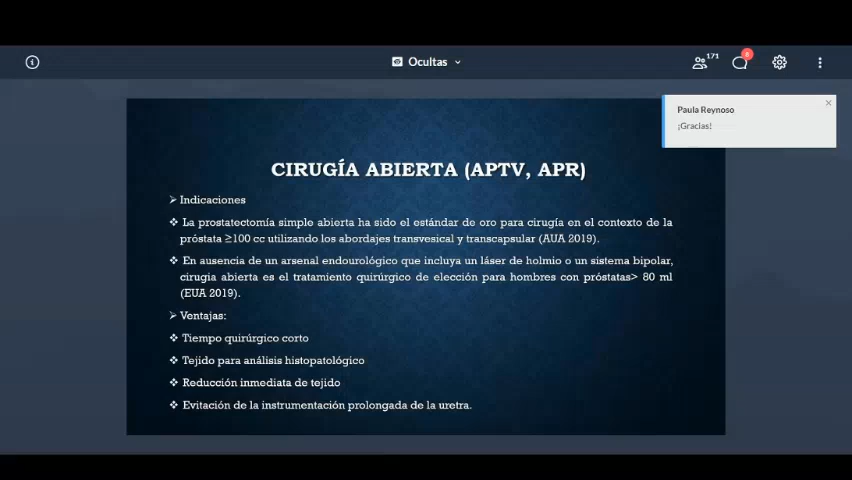 Ocultas
171
6
Paula Reynoso
¡Gracias!
CIRUGÍA ABIERTA (APTV, APR)
Indicaciones
La prostatectomía simple abierta ha sido el estándar de oro para cirugía en el contexto de la
próstata ≥100 cc utilizando los abordajes transvesical y transcapsular (AUA 2019).
En ausencia de un arsenal endourológico que incluya un láser de holmio o un sistema bipolar,
cirugia abierta es el tratamiento quirúrgico de elección para hombres con próstatas> 80 ml
(EUA 2019).
Ventajas:
Tiempo quirúrgico corto
Tejido para análisis histopatológico
Reducción inmediata de tejido
Evitación de la instrumentación prolongada de la uretra.